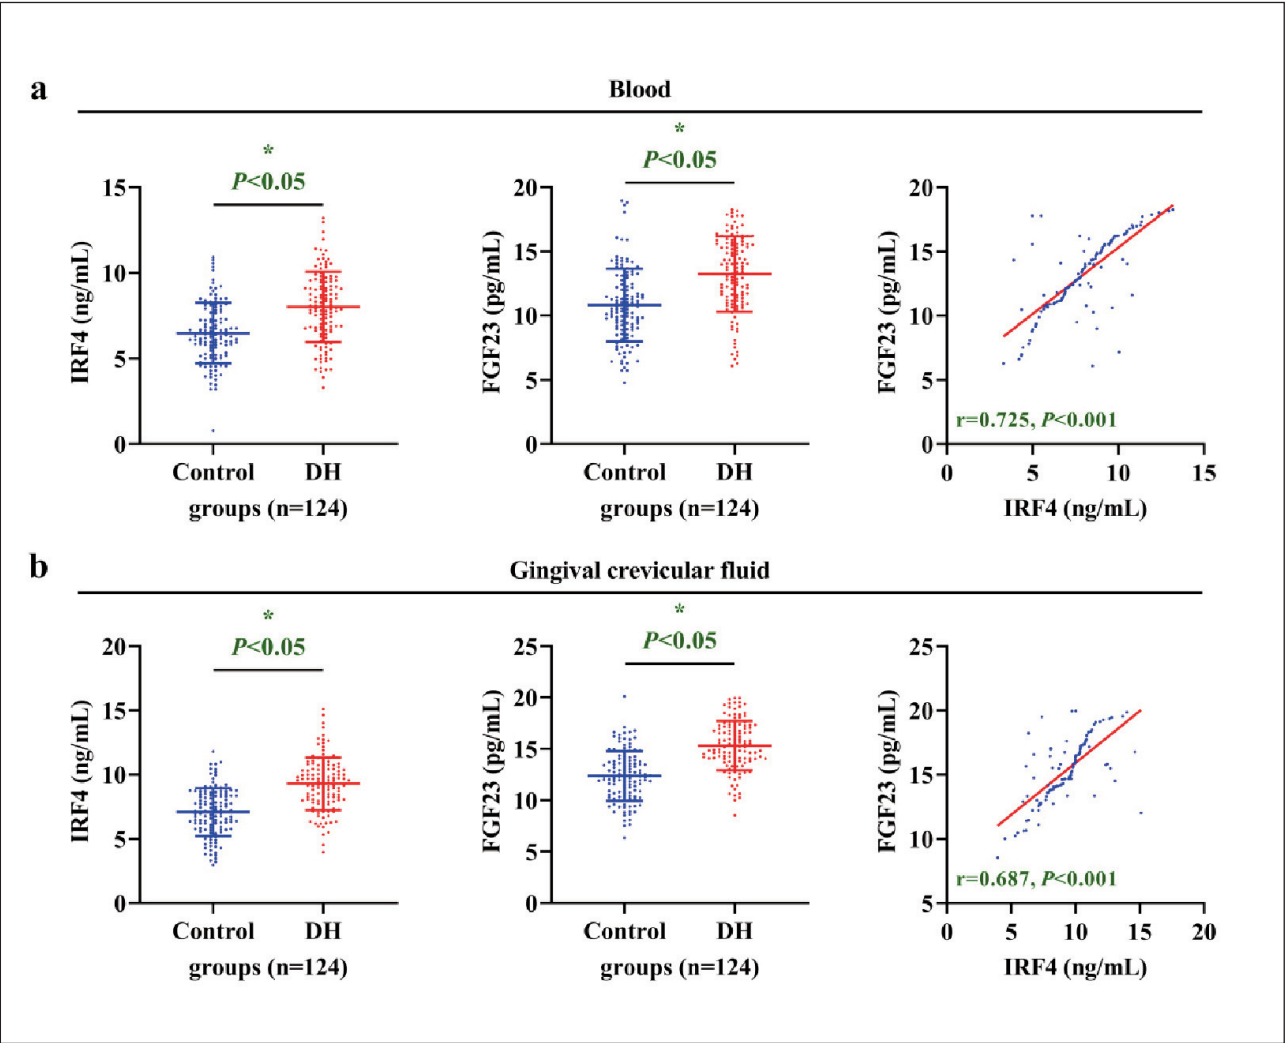 a
Blood
*
P<0.05
15
10
5
0
IRF4 (ng/mL)
Control DH
groups (n=124)
*
P<0.05
20
15
10
5
0
FGF23 (pg/mL)
Control DH
groups (n=124)
20
15
10
5
0
FGF23 (pg/mL)
r=0.725, P<0.001
0 5 10 15
IRF4 (ng/mL)
b
Gingival crevicular fluid
*
P<0.05
20
15
10
5
0
IRF4 (ng/mL)
Control DH
groups (n=124)
*
P<0.05
25
20
15
10
5
0
FGF23 (pg/mL)
Control DH
groups (n=124)
25
20
15
10
5
FGF23 (pg/mL)
r=0.687, P<0.001
0 5 10 15 20
IRF4 (ng/mL)